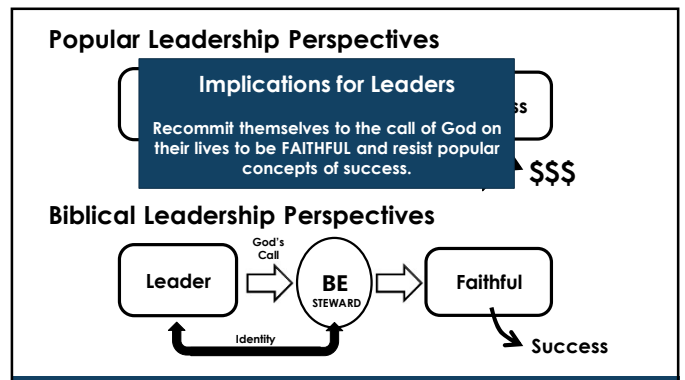 Popular Leadership Perspectives
Implications for Leaders
Recommit themselves to the call of God on
their lives to be FAITHFUL and resist popular
concepts of success.
$$$
Biblical Leadership Perspectives
God's
Call
Leader
BE
STEWARD
Faithful
Identity
Success